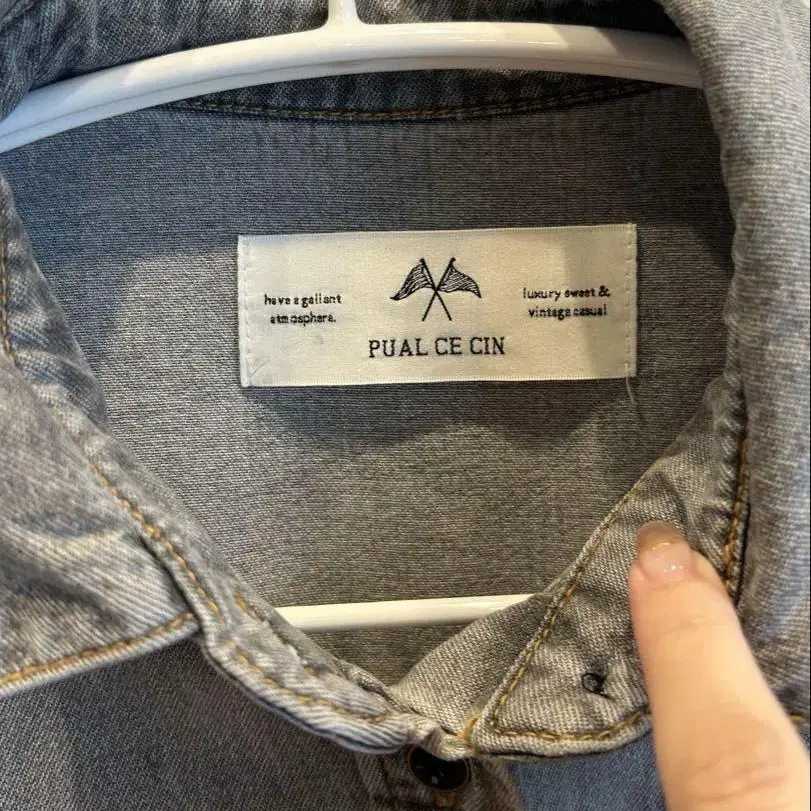 have a gallant
atmosphere.
luxury sweet &
vintage casual
PUAL CE CIN